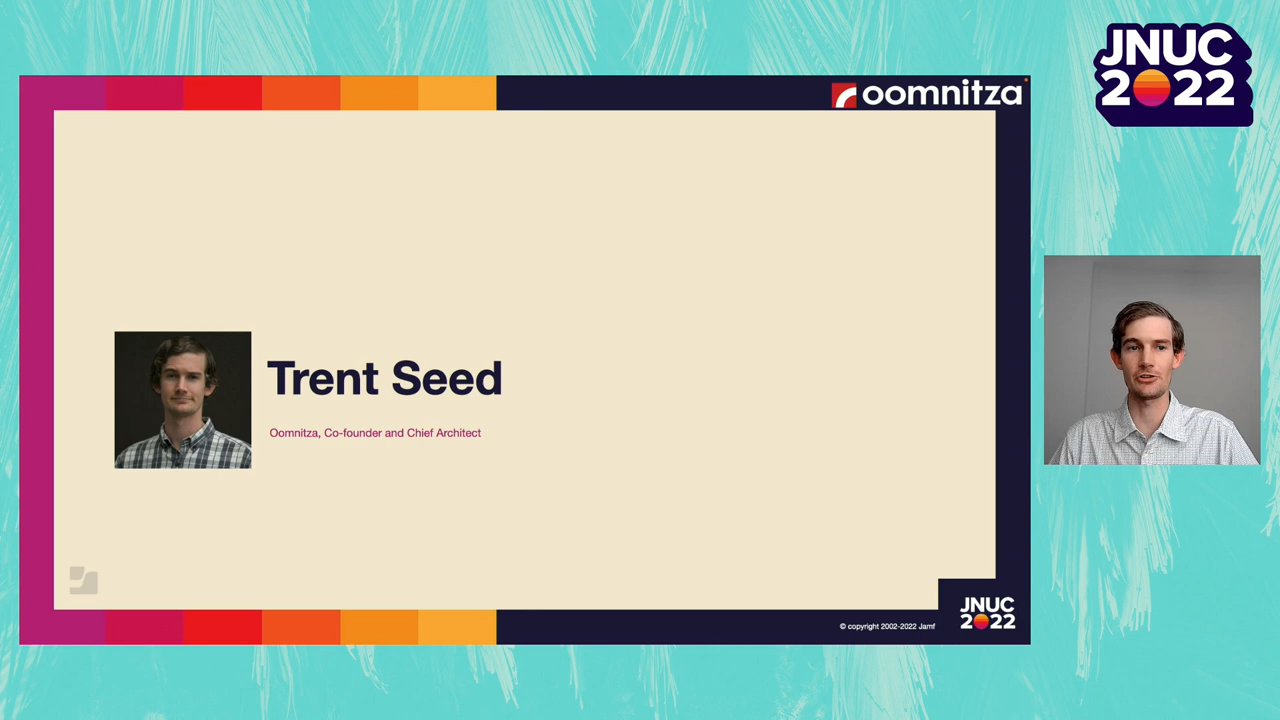 JNUC
2022
oomnitza
Trent Seed
Oomnitza, Co-founder and Chief Architect
© copyright 2002-2022 Jamf
JNUC
2022